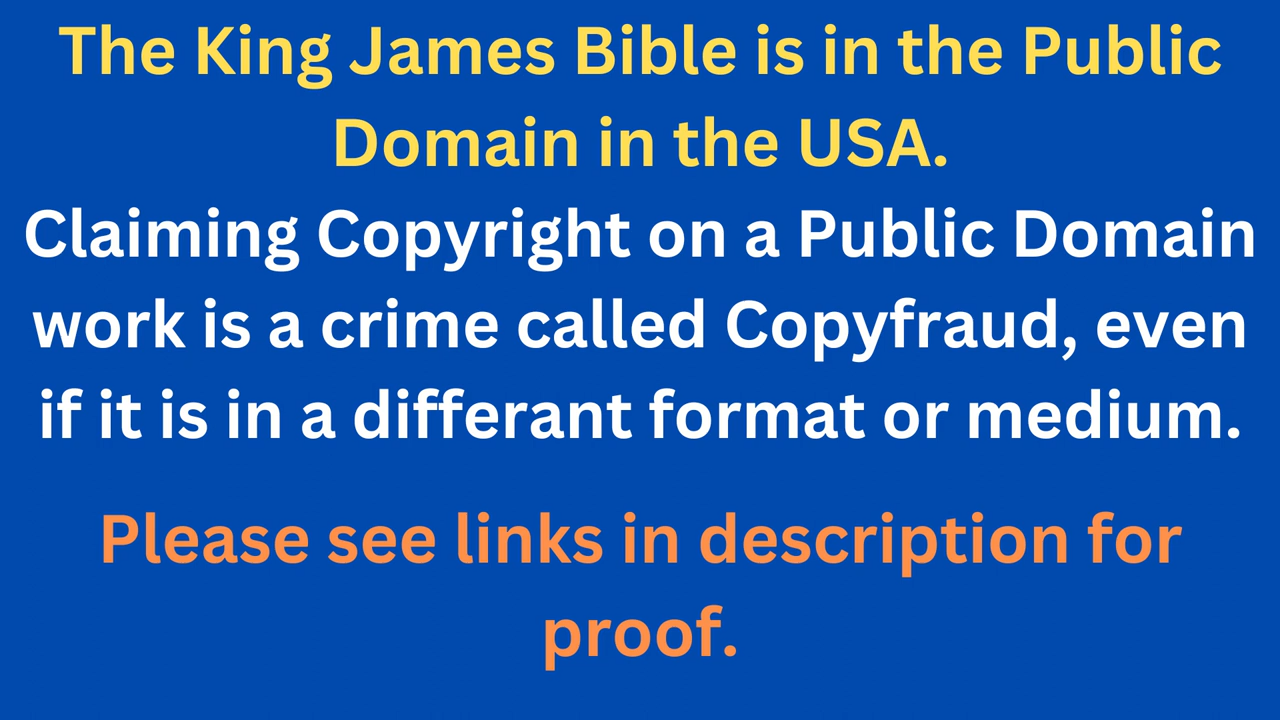 The King James Bible is in the Public
Domain in the USA.
Claiming Copyright on a Public Domain
work is a crime called Copyfraud, even
if it is in a differant format or medium.
Please see links in description for
proof.